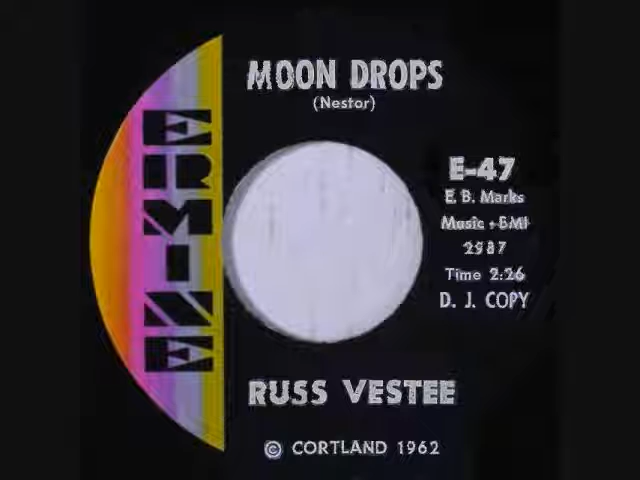 MOON DROPS
(Nestor)
ERMINE
E-47
E. B. Marks
Music - BMI
2987
Time 2:26
D. J. COPY
RUSS VESTEE
© CORTLAND 1962